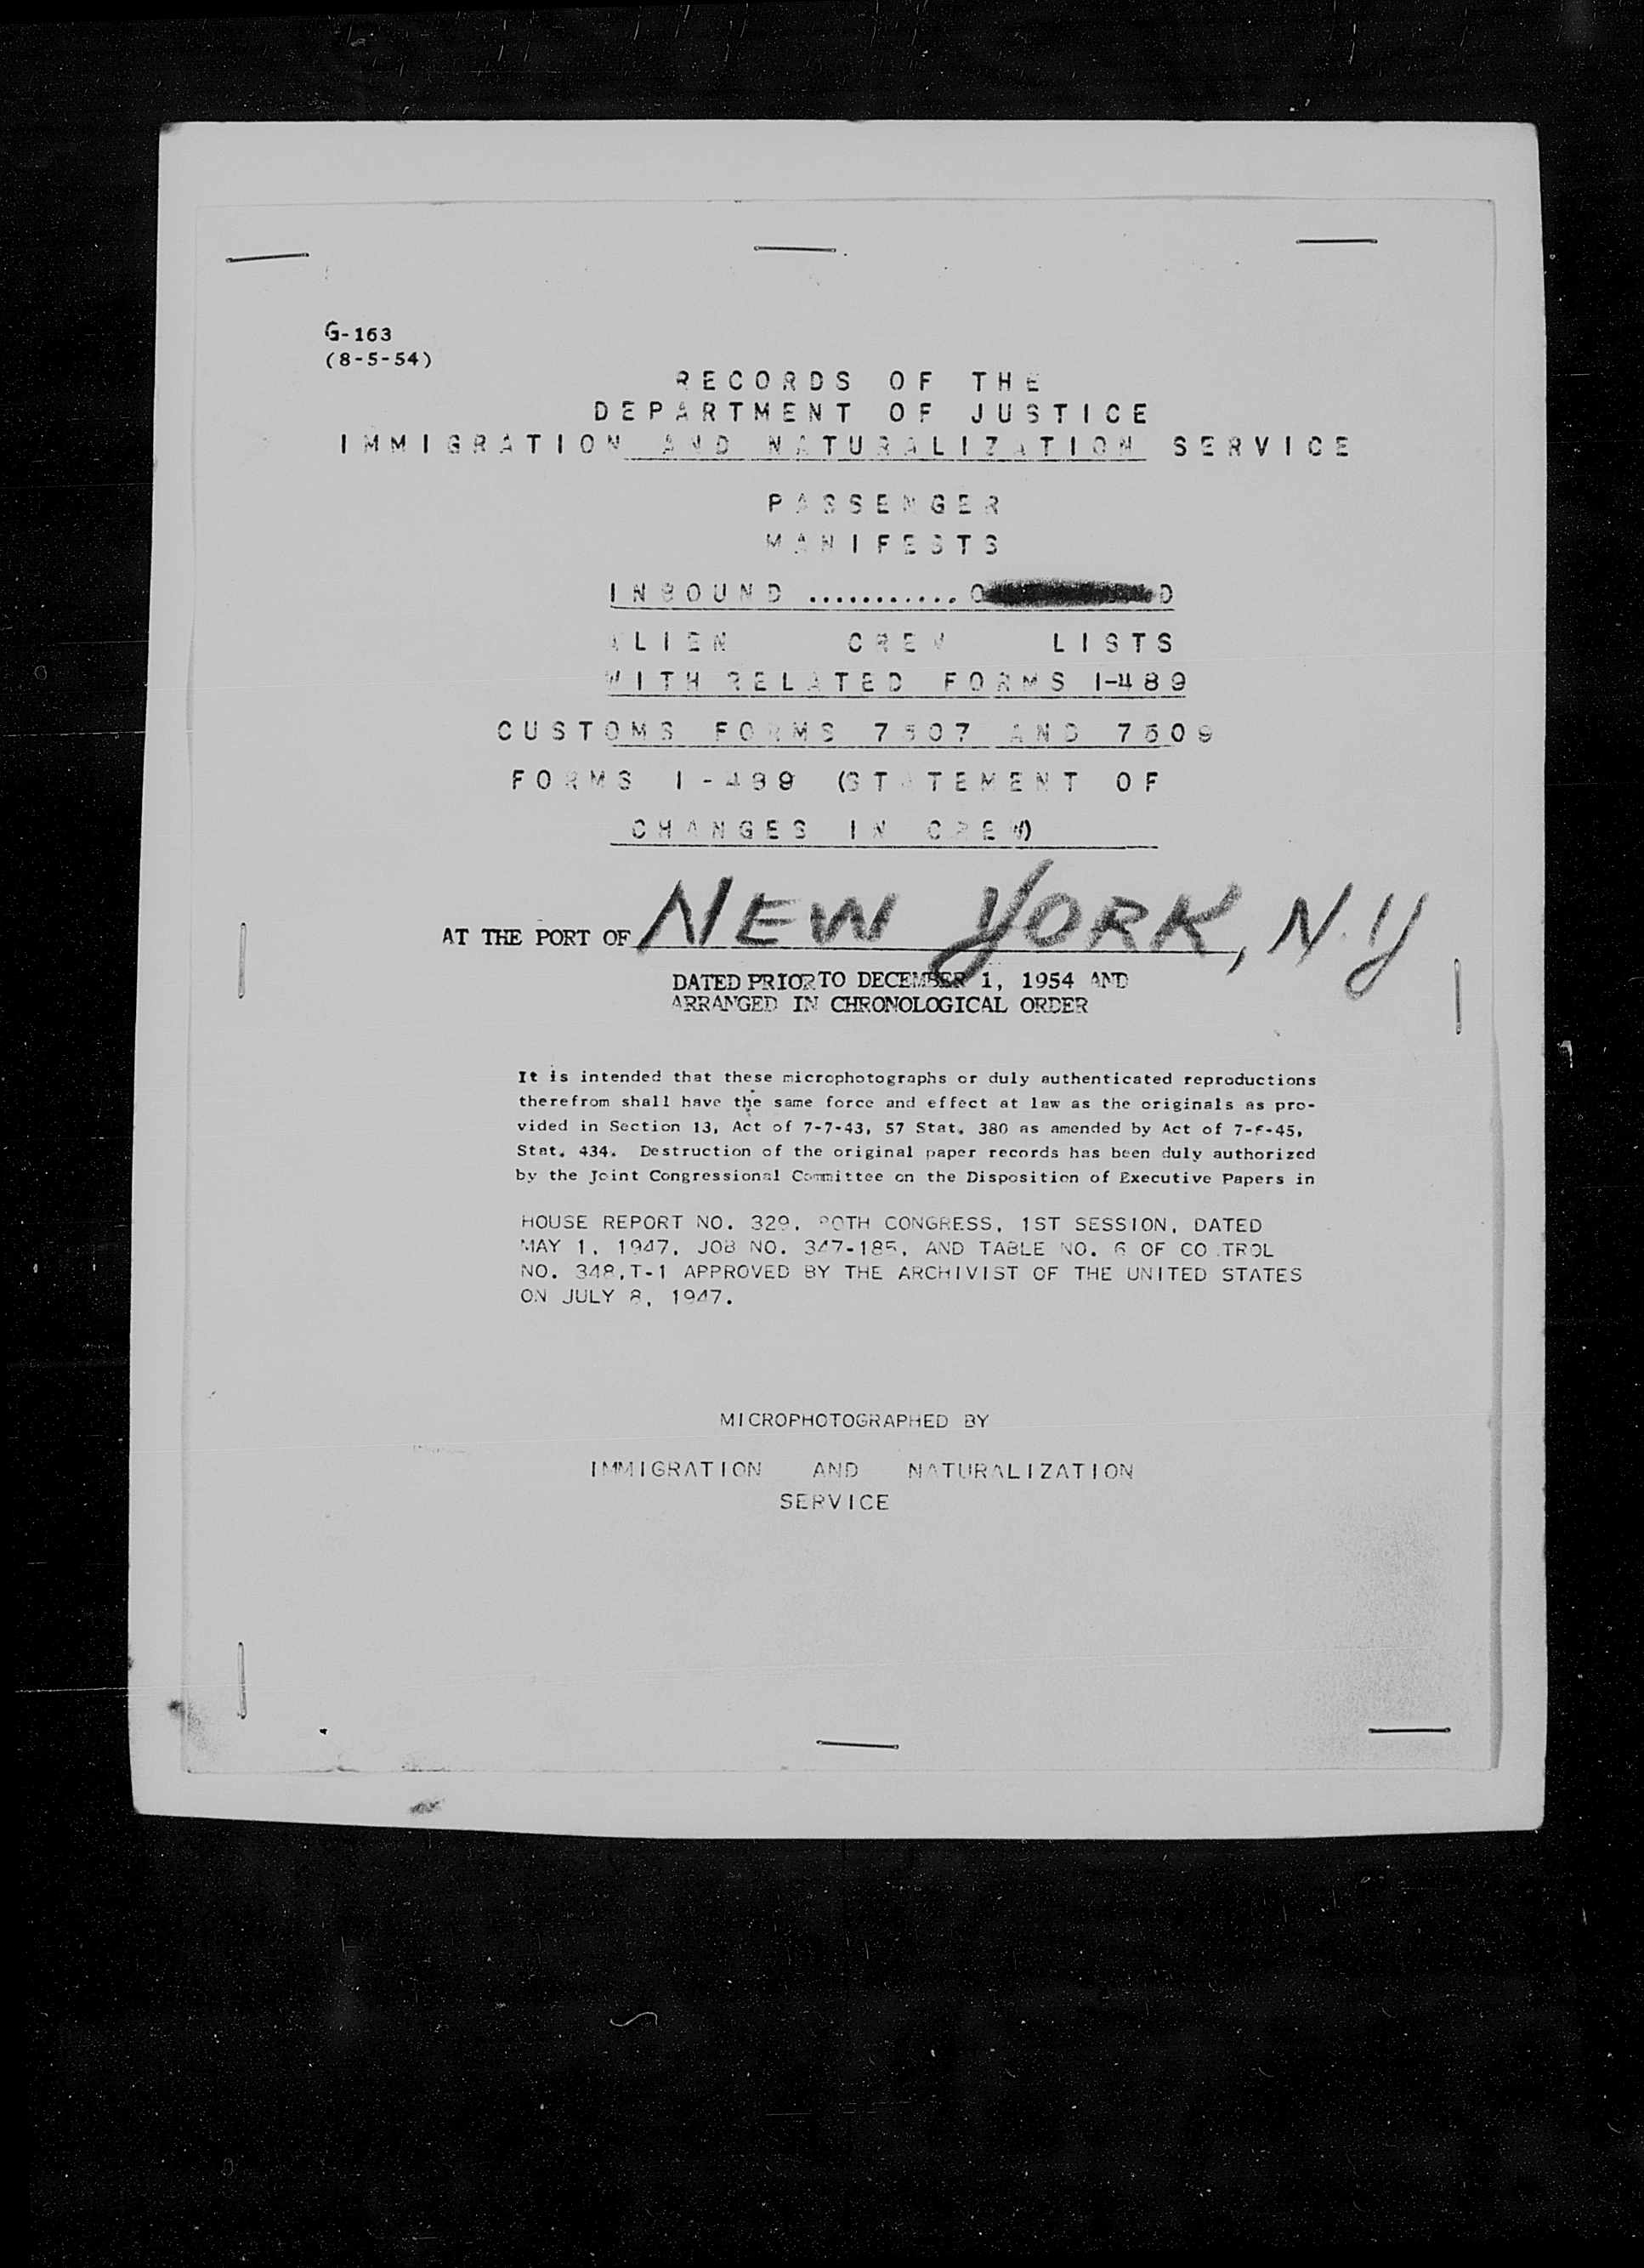 G-163
(8-5-54)
RECORDS OF THE
DEPARTMENT OF JUSTICE
IMMIGRATION AND NATURALIZATION SERVICE
PASSENGER
MANIFESTS
INBOUND ...........
ALIEN CREW LISTS
WITH RELATED FORMS I-489
CUSTOMS FORMS 7507 AND 7509
FORMS I-489 (STATEMENT OF
CHANGES IN CREW)
AT THE PORT OF NEW YORK, N.Y
DATED PRIOR TO DECEMBER 1, 1954 AND
ARRANGED IN CHRONOLOGICAL ORDER
It is intended that these microphotographs or duly authenticated reproductions
therefrom shall have the same force and effect at law as the originals as pro-
vided in Section 13, Act of 7-7-43, 57 Stat. 380 as amended by Act of 7-6-45,
Stat. 434. Destruction of the original paper records has been duly authorized
by the Joint Congressional Committee on the Disposition of Executive Papers in
HOUSE REPORT NO. 329, 80TH CONGRESS, 1ST SESSION, DATED
MAY 1, 1947, JOB NO. 347-185, AND TABLE NO. 6 OF CO TROL
NO. 348,T-1 APPROVED BY THE ARCHIVIST OF THE UNITED STATES
ON JULY 8, 1947.
MICROPHOTOGRAPHED BY
IMMIGRATION AND NATURALIZATION
SERVICE